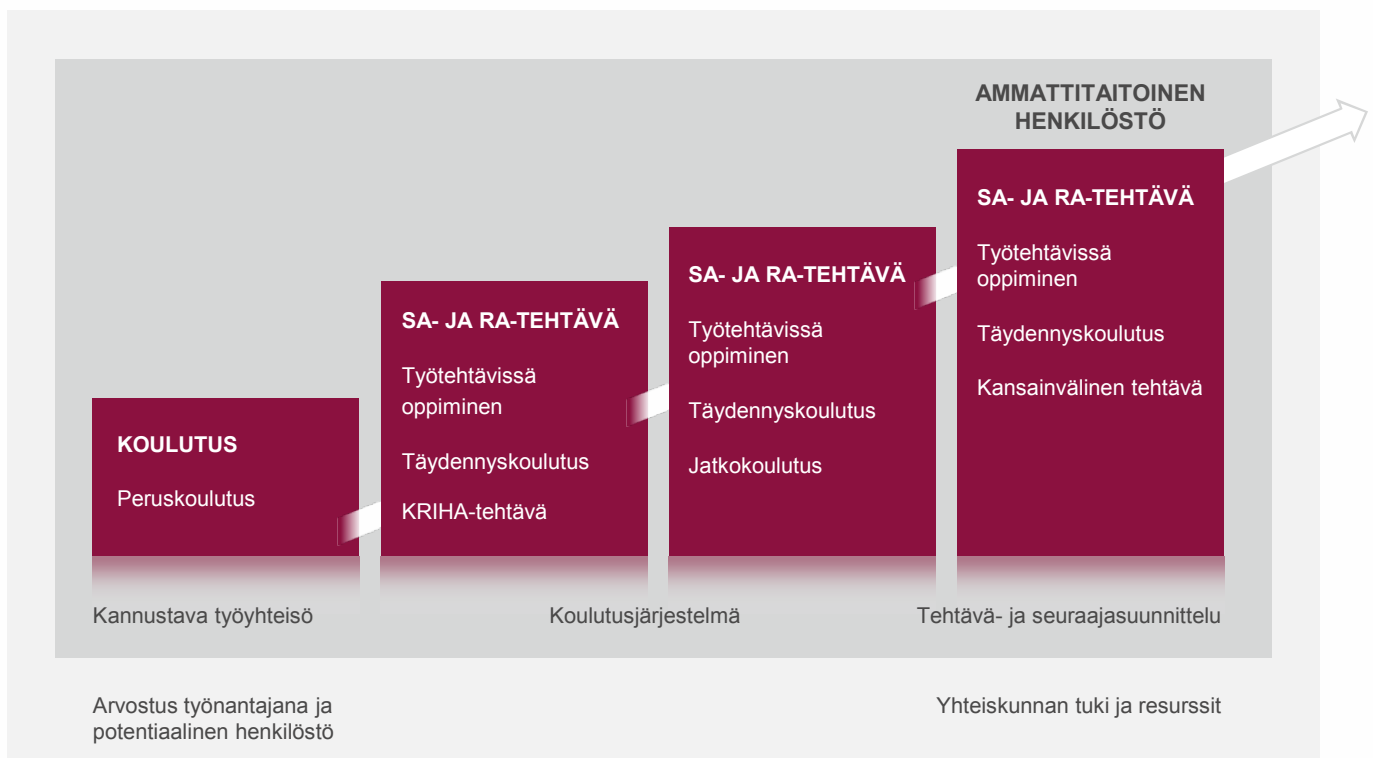 AMMATTITAITOINEN
HENKILÖSTÖ
KOULUTUS
Peruskoulutus
SA- JA RA-TEHTÄVÄ
Työtehtävissä
oppiminen
Täydennyskoulutus
KRIHA-tehtävä
SA- JA RA-TEHTÄVÄ
Työtehtävissä
oppiminen
Täydennyskoulutus
Jatkokoulutus
SA- JA RA-TEHTÄVÄ
Työtehtävissä
oppiminen
Täydennyskoulutus
Kansainvälinen tehtävä
Kannustava työyhteisö
Koulutusjärjestelmä
Tehtävä- ja seuraajasuunnittelu
Arvostus työnantajana ja
potentiaalinen henkilöstö
Yhteiskunnan tuki ja resurssit